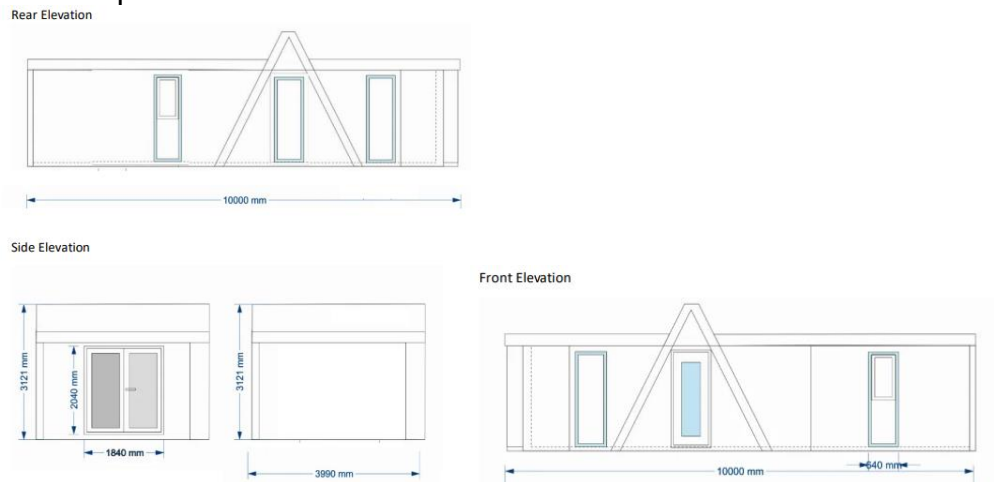 Rear Elevation
10000 mm
Side Elevation
Front Elevation
3121 mm
2040 mm
1840 mm
3121 mm
3990 mm
640 mm
10000 mm